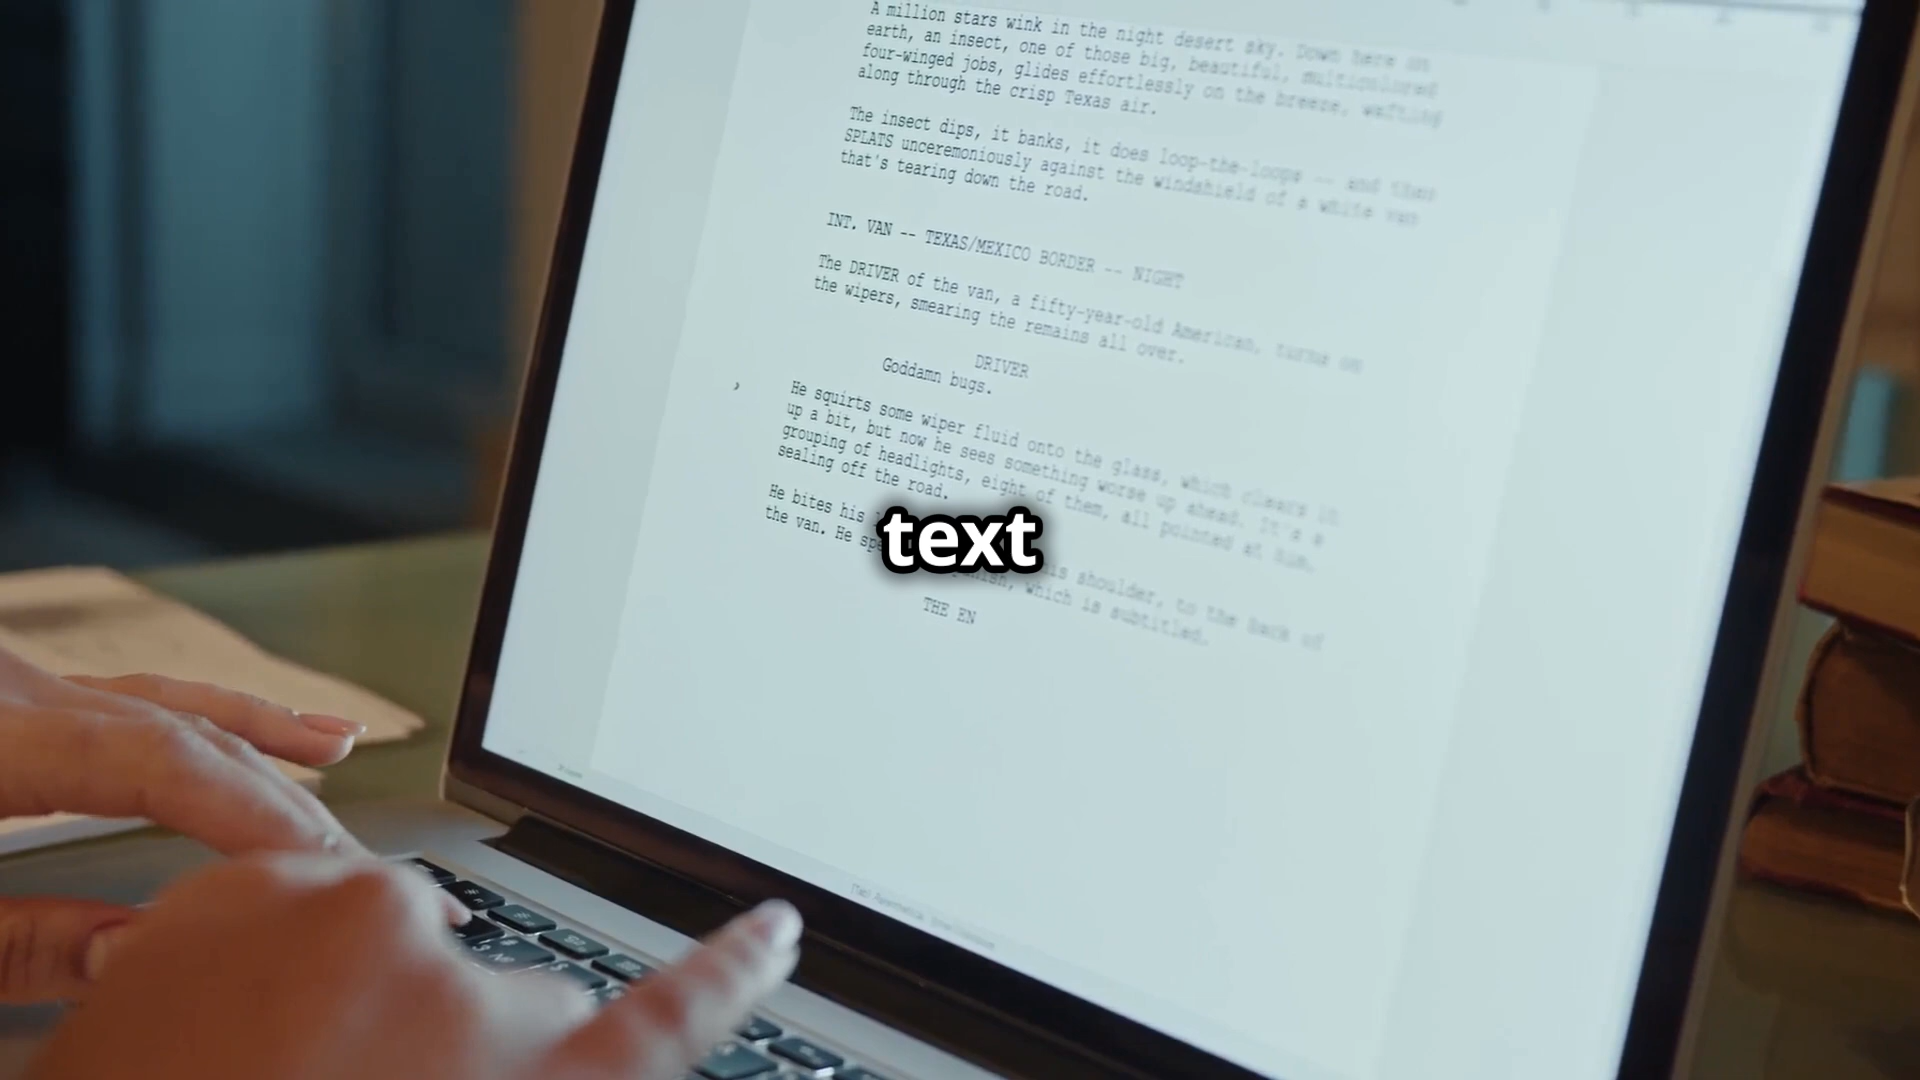 A million stars wink in the night desert sky. Down here on
earth, an insect, one of those big, beautiful, multicolored
four-winged jobs, glides effortlessly on the breeze, wafting
along through the crisp Texas air.
The insect dips, it banks, it does loop-the-loops -- and then
SPLATS unceremoniously against the windshield of a white van
that's tearing down the road.
INT. VAN -- TEXAS/MEXICO BORDER -- NIGHT
The DRIVER of the van, a fifty-year-old American, turns on
the wipers, smearing the remains all over.
DRIVER
Goddamn bugs.
He squirts some wiper fluid onto the glass, which clears it
up a bit, but now he sees something worse up ahead. It's a
grouping of headlights, eight of them, all pointed at him,
sealing off the road.
He bites his his shoulder, to the back of
the van. He which is subtitled.
text
THE EN